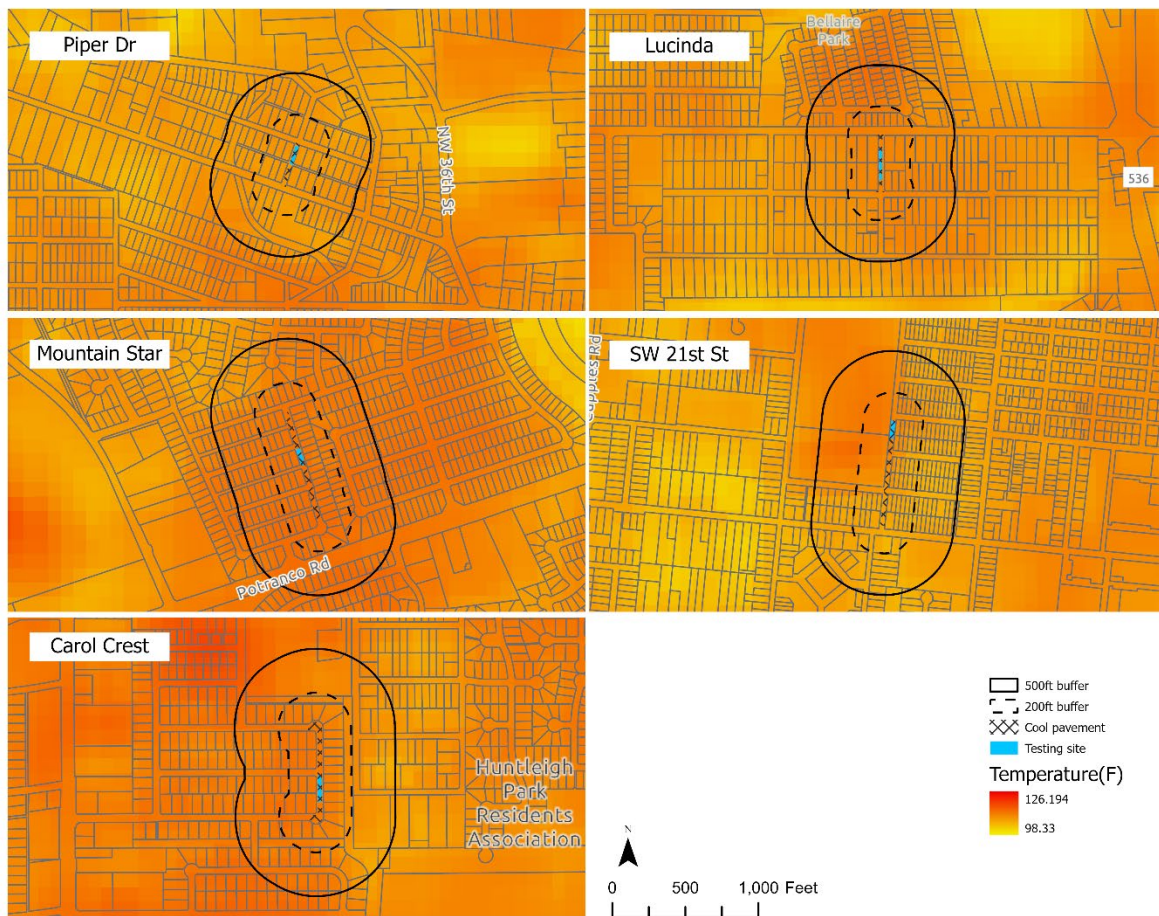 Piper Dr
NW 36th St
Lucinda
Bellaire
Park
536
Mountain Star
Potranco Rd
SW 21st St
Carol Crest
Huntleigh
Park
Residents
Association
500ft buffer
200ft buffer
Cool pavement
Testing site
Temperature(F)
126.194
98.33
N
0 500 1,000 Feet